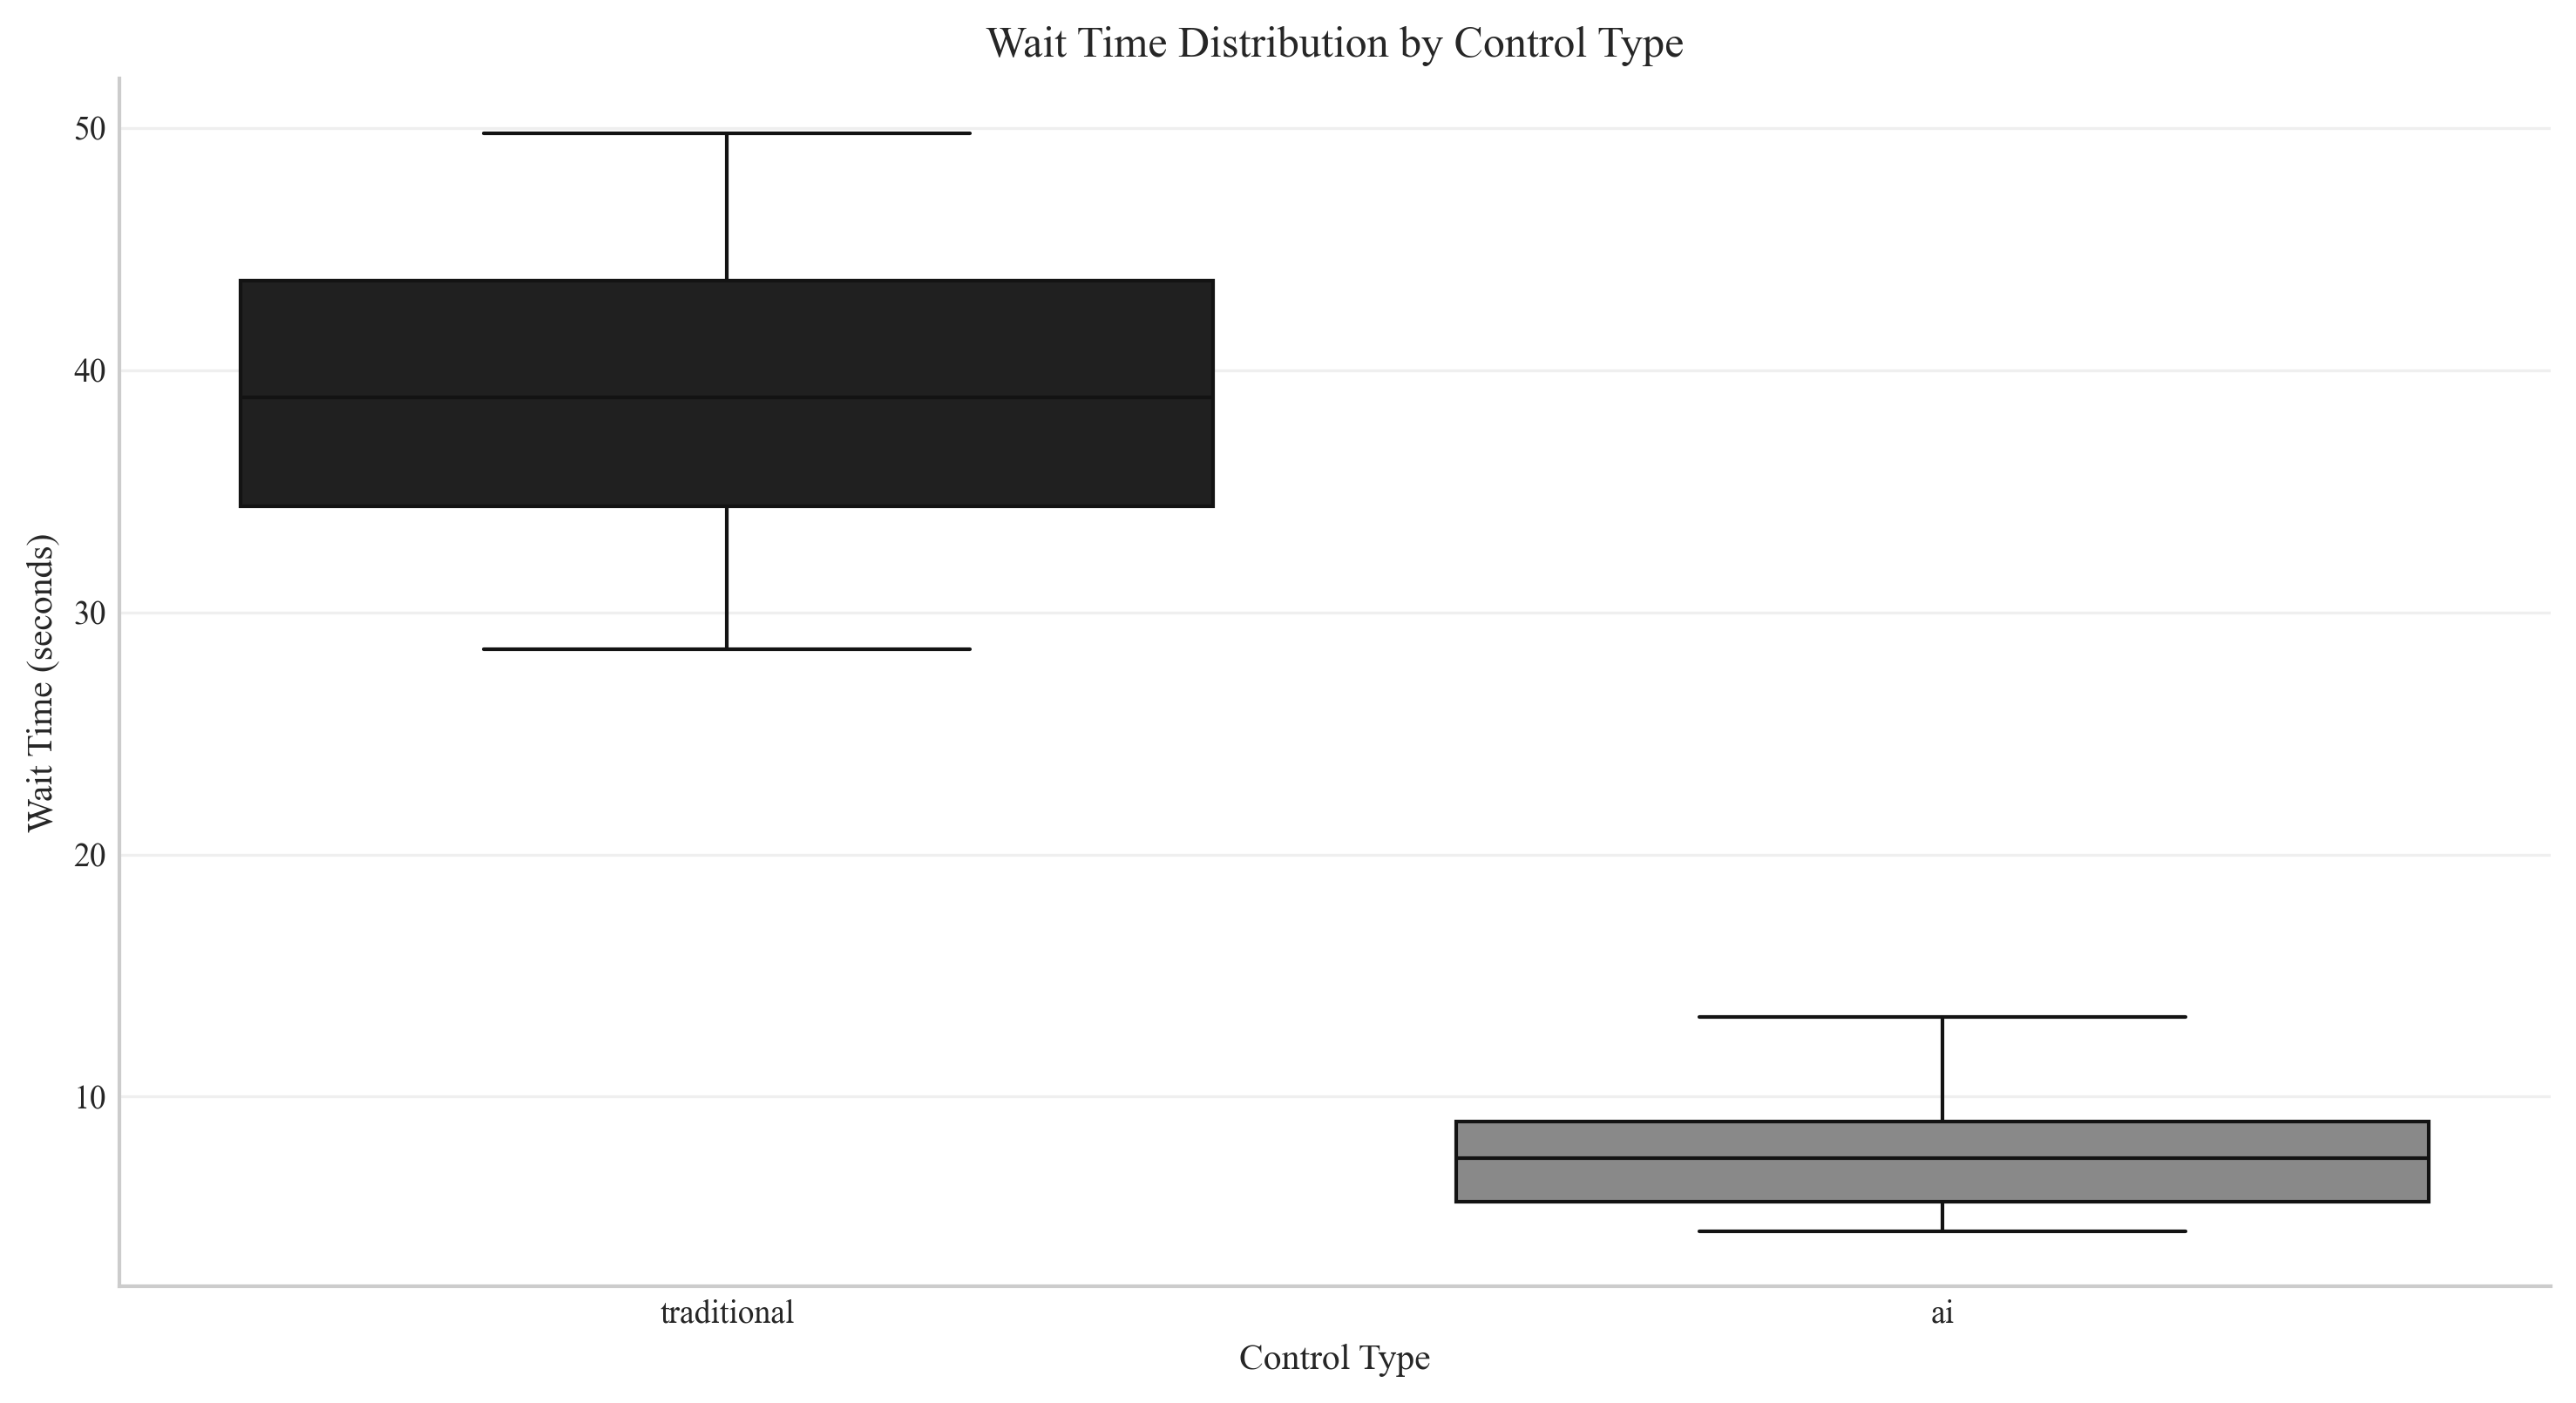 Wait Time Distribution by Control Type
50
40
30
20
10
Wait Time (seconds)
traditional
ai
Control Type